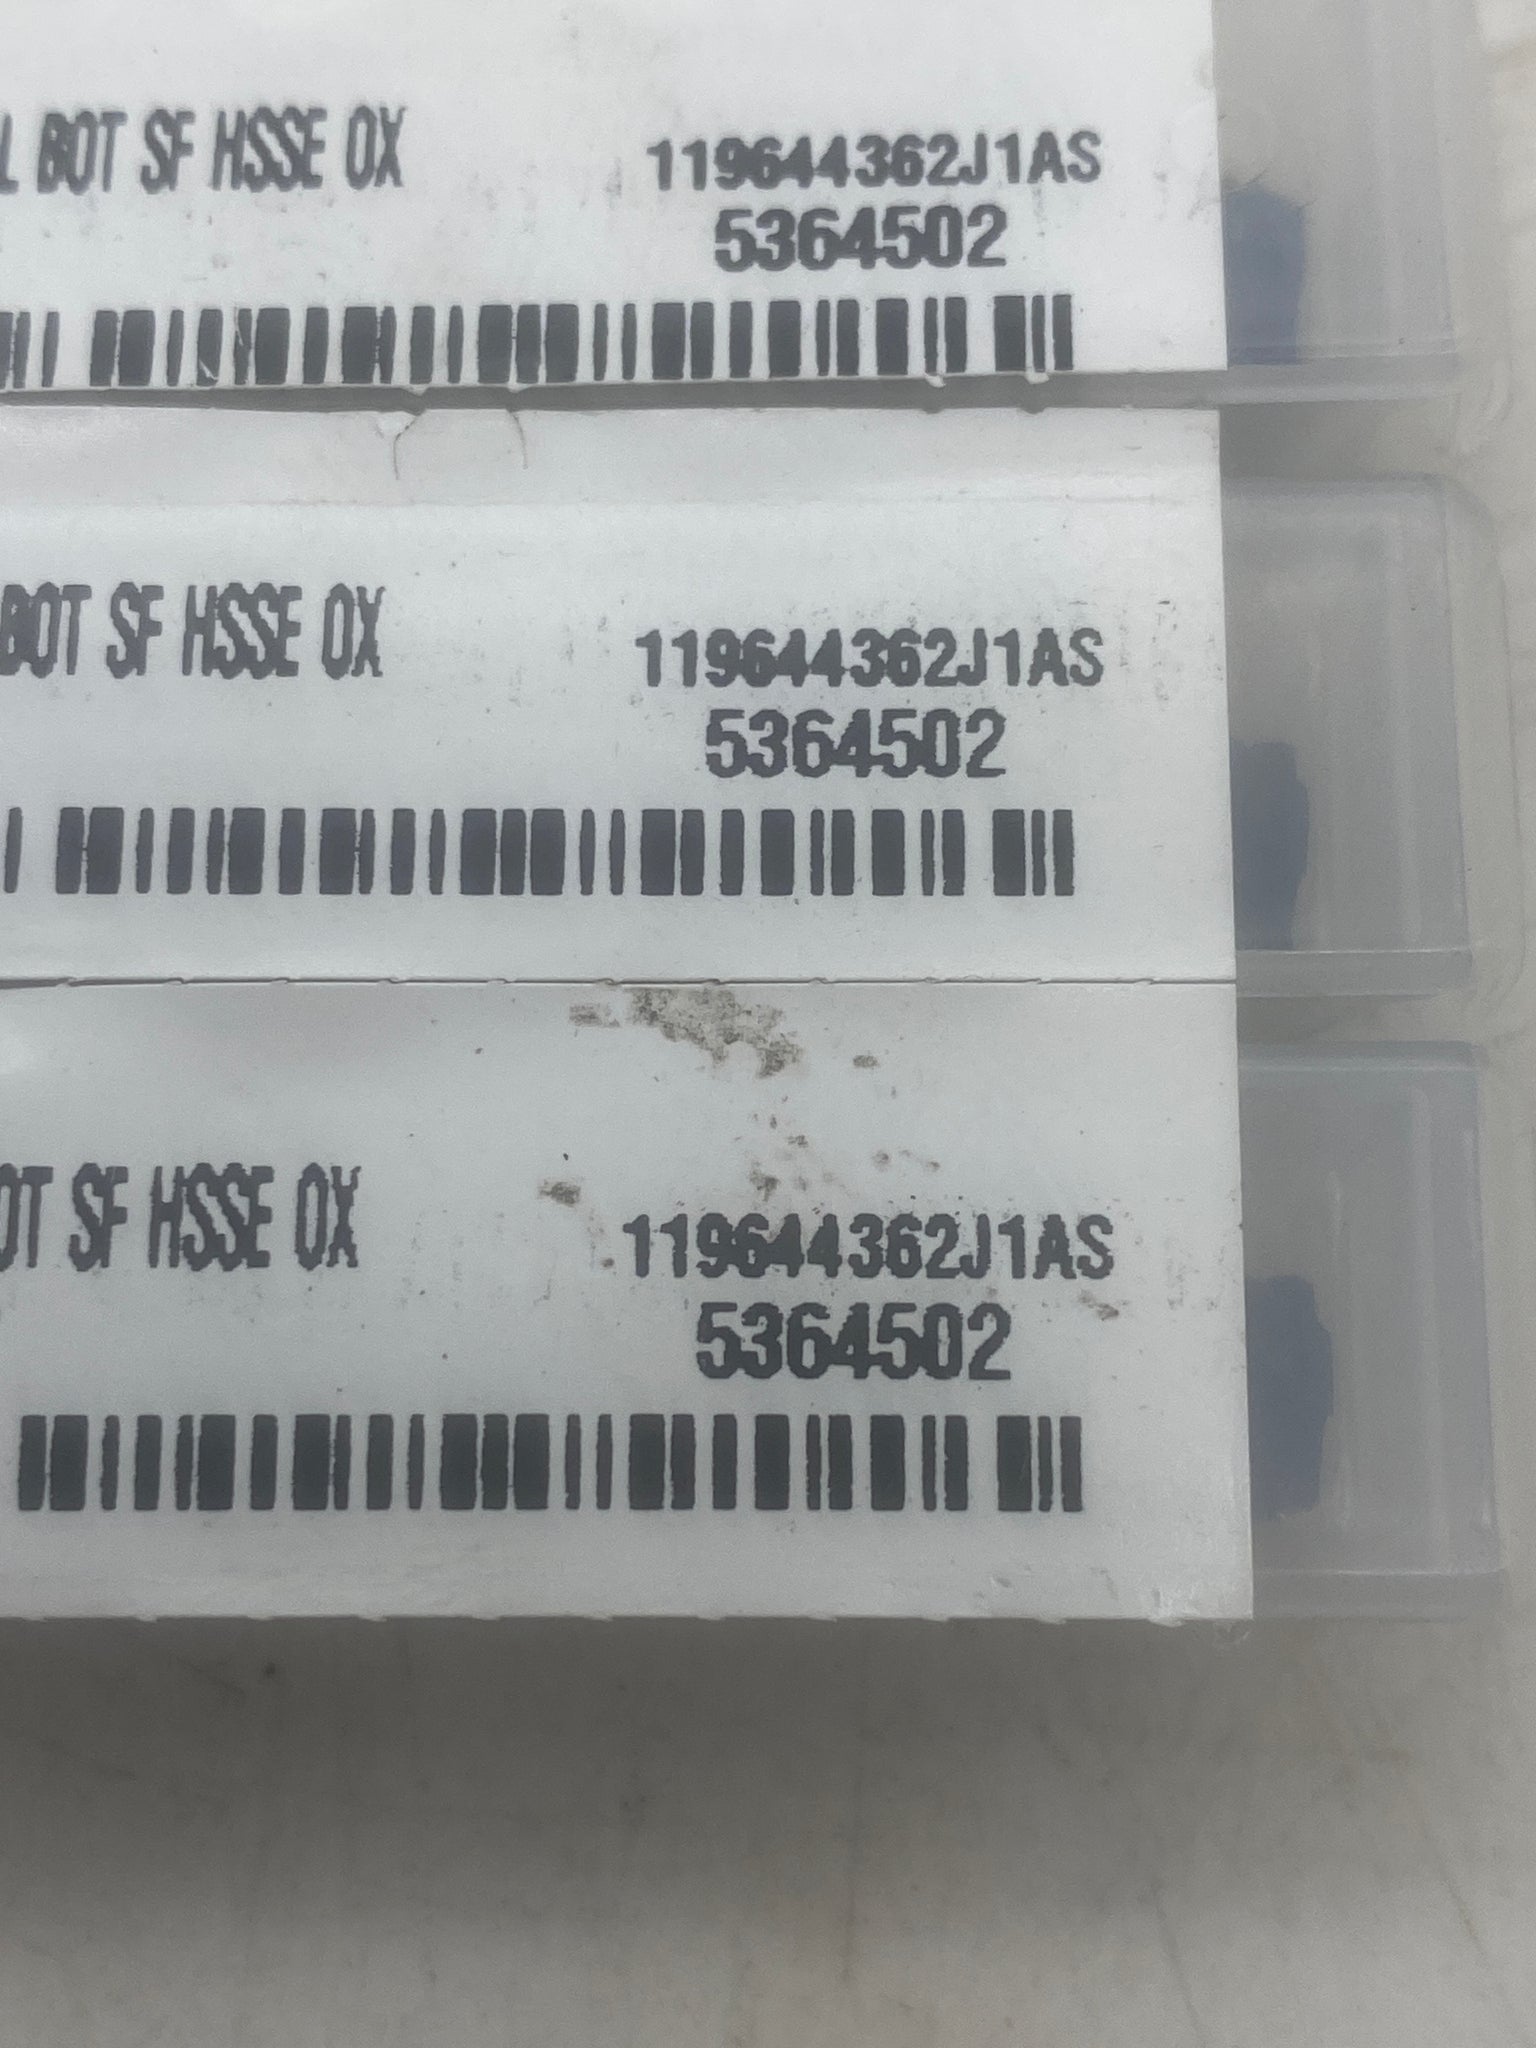 L BOT SF HSSE OX
119644362J1AS
5364502
BOT SF HSSE OX
119644362J1AS
5364502
OT SF HSSE OX
119644362J1AS
5364502